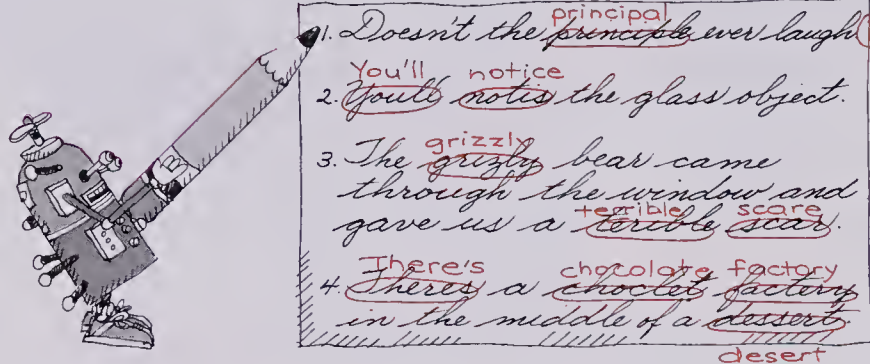 principal
1. Doesn't the principle ever laugh
You'll notice
2. Youll notis the glass object.
grizzly
3. The grizly bear came
through the window and
terrible scare
gave us a terible scar.
There's chocolate factory
4. Theres a choclet factery
in the middle of a dessert
desert